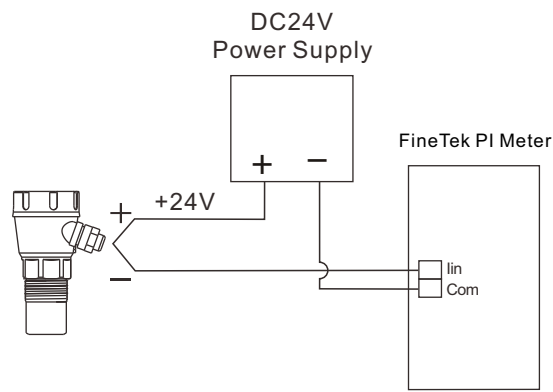 DC24V
Power Supply
FineTek PI Meter
+ −
+24V
+
−
Iin
Com